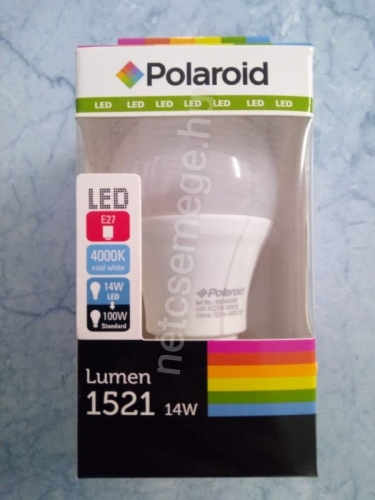 Polaroid
LED LED LED LED LED LED LED
LED
E27
4000K
cool white
14W
LED
100W
Standard
Polaroid
netcsemege.hu
Lumen
1521 14W